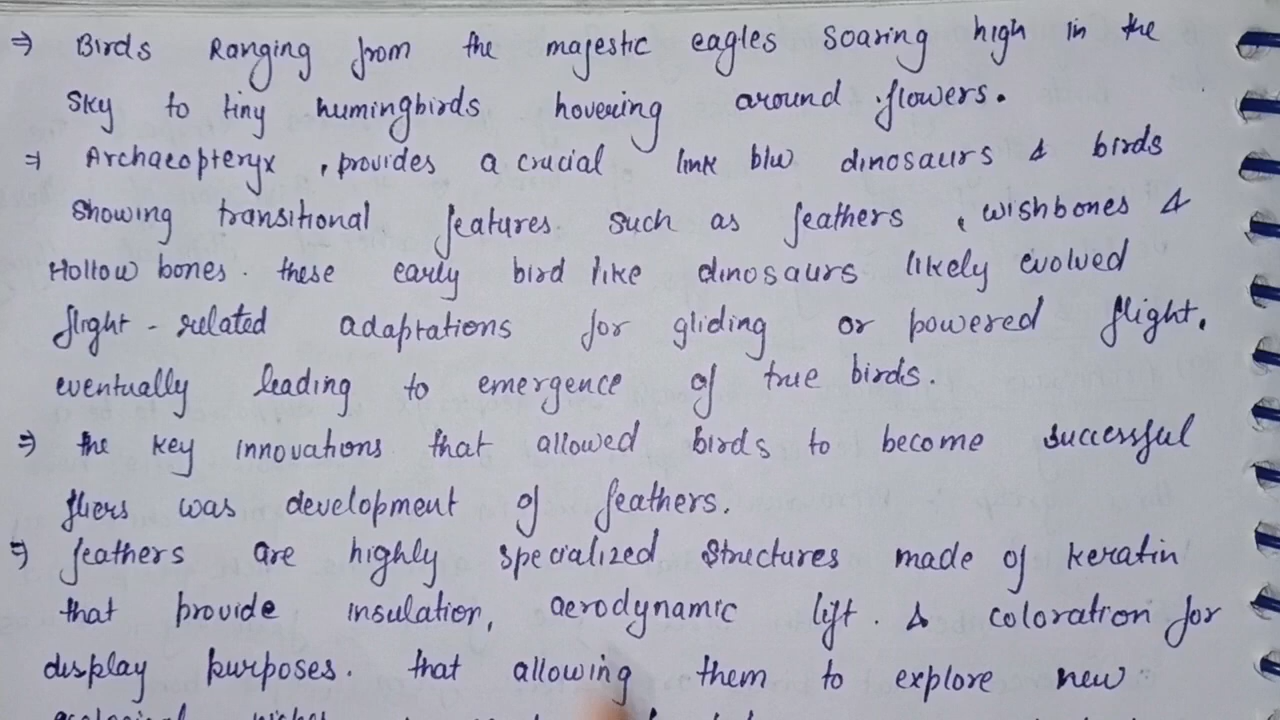 ⇒ Birds Ranging from the majestic eagles soaring high in the
Sky to tiny humingbirds hovering around flowers.
⇒ Archaeopteryx, provides a crucial link b/w dinosaurs & birds
showing transitional features such as feathers, wishbones &
Hollow bones. these early bird like dinosaurs likely evolved
flight - related adaptations for gliding or powered flight,
eventually leading to emergence of true birds.
⇒ the key innovations that allowed birds to become successful
fliers was development of feathers.
⇒ feathers are highly specialized structures made of keratin
that provide insulation, aerodynamic lift. & coloration for
display purposes. that allowing them to explore new